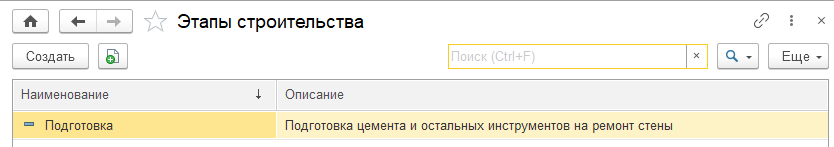 Этапы строительства
Создать Поиск (Ctrl+F) × Еще
Наименование ↓ Описание
Подготовка Подготовка цемента и остальных инструментов на ремонт стены